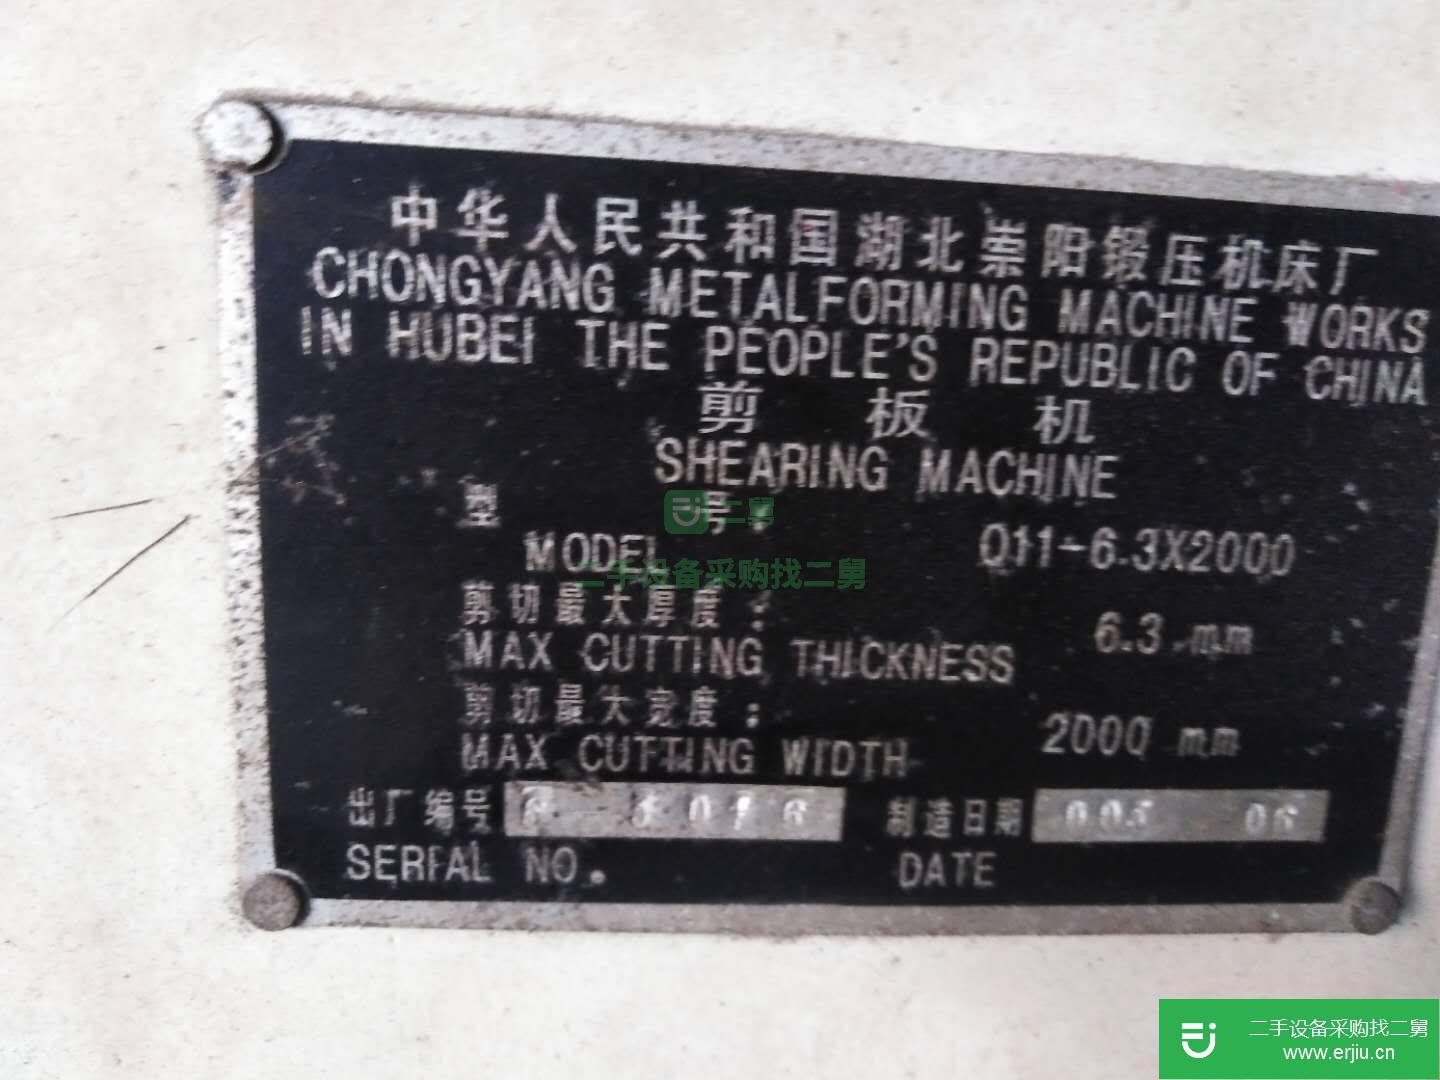 中华人民共和国湖北崇阳锻压机床厂
CHONGYANG METALFORMING MACHINE WORKS
IN HUBEI THE PEOPLE'S REPUBLIC OF CHINA
剪 板 机
SHEARING MACHINE
型 号:
MODEL Q11-6.3X2000
剪切最大厚度: 6.3 mm
MAX CUTTING THICKNESS
剪切最大宽度: 2000 mm
MAX CUTTING WIDTH
出厂编号 制造日期 06
SERIAL NO. DATE
二舅
二手设备采购找二舅
二手设备采购找二舅
www.erjiu.cn